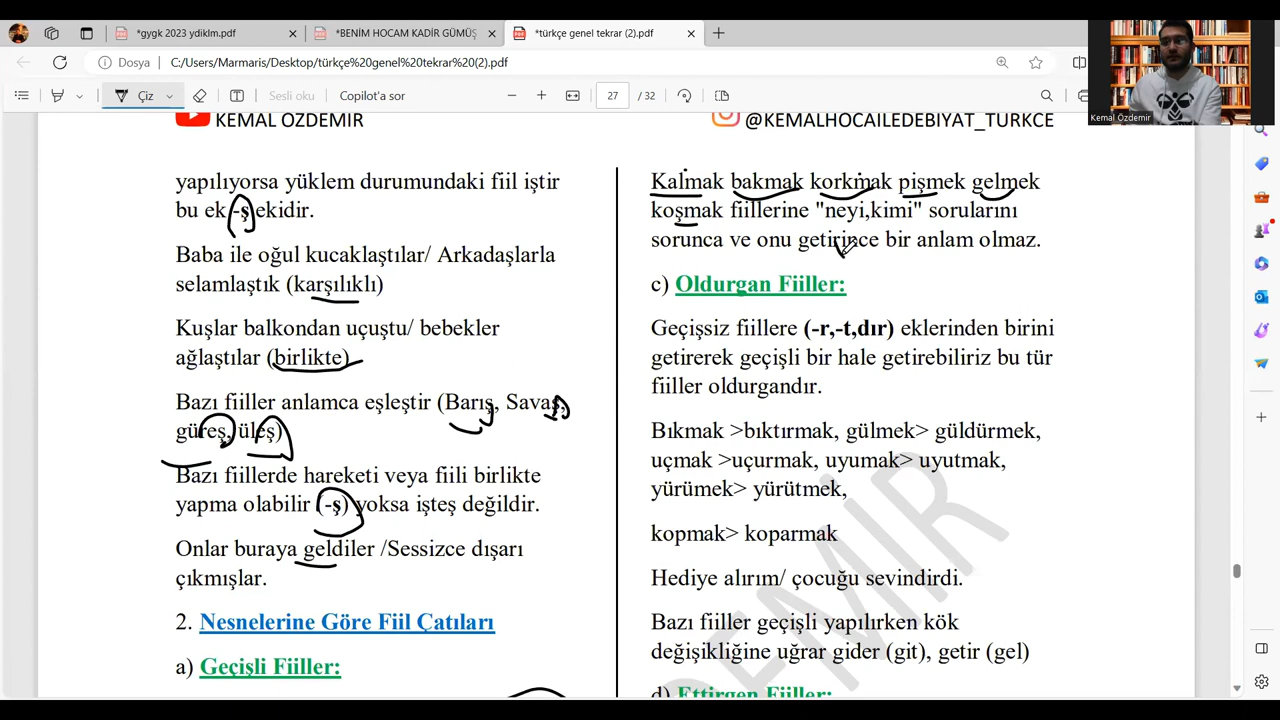 *gygk 2023 ydiklm.pdf
*BENİM HOCAM KADİR GÜMÜŞ
*türkçe genel tekrar (2).pdf
Dosya
C:/Users/Marmaris/Desktop/türkçe%20genel%20tekrar%20(2).pdf
Çiz
Sesli oku
Copilot'a sor
27 / 32
Kemal Özdemir
KEMAL ÖZDEMİR
@KEMALHOCAILEDEBIYAT_TURKCE
yapılıyorsa yüklem durumundaki fiil iştir
bu ek -ş ekidir.
Baba ile oğul kucaklaştılar/ Arkadaşlarla
selamlaştık (karşılıklı)
Kuşlar balkondan uçuştu/ bebekler
ağlaştılar (birlikte)
Bazı fiiller anlamca eşleştir (Barış, Savaş,
güreş, üleş)
Bazı fiillerde hareketi veya fiili birlikte
yapma olabilir (-ş) yoksa işteş değildir.
Onlar buraya geldiler /Sessizce dışarı
çıkmışlar.
2. Nesnelerine Göre Fiil Çatıları
a) Geçişli Fiiller:
Kalmak bakmak korkmak pişmek gelmek
koşmak fiillerine "neyi,kimi" sorularını
sorunca ve onu getirince bir anlam olmaz.
c) Oldurgan Fiiller:
Geçişsiz fiillere (-r,-t,dır) eklerinden birini
getirerek geçişli bir hale getirebiliriz bu tür
fiiller oldurgandır.
Bıkmak >bıktırmak, gülmek> güldürmek,
uçmak >uçurmak, uyumak> uyutmak,
yürümek> yürütmek,
kopmak> koparmak
Hediye alırım/ çocuğu sevindirdi.
Bazı fiiller geçişli yapılırken kök
değişikliğine uğrar gider (git), getir (gel)
d) Ettirgen Fiiller: